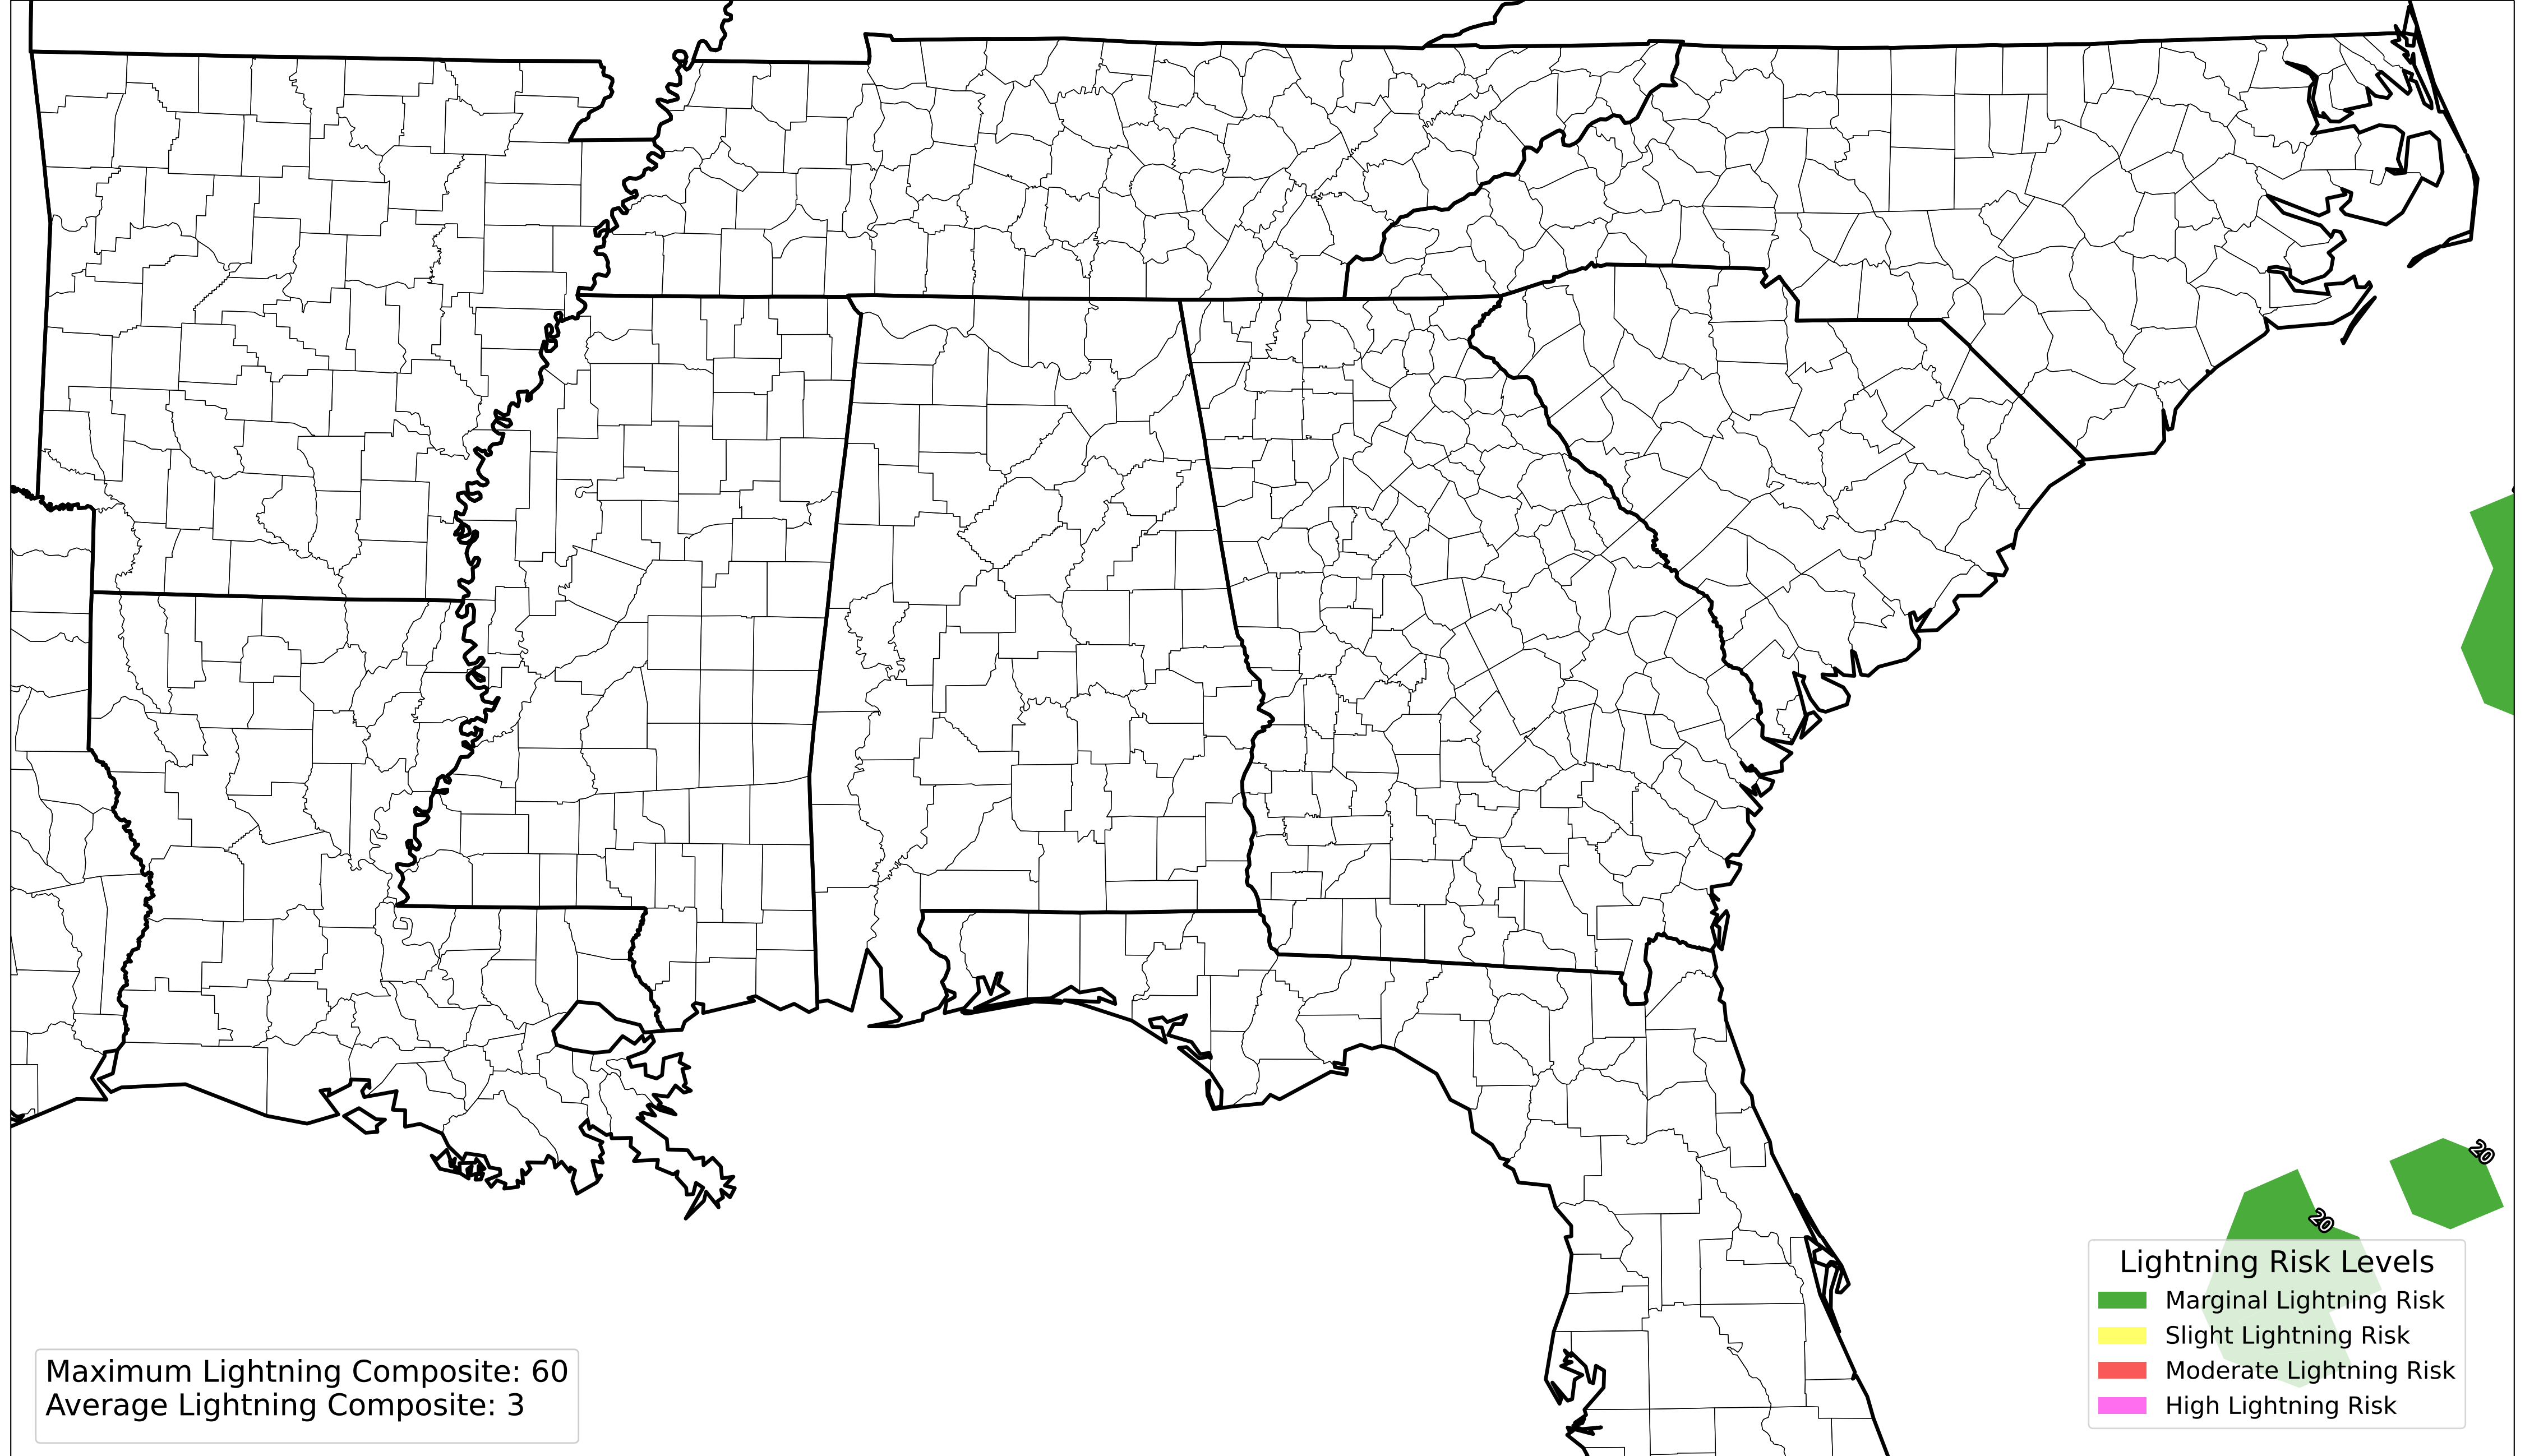 20
20
Lightning Risk Levels
Marginal Lightning Risk
Slight Lightning Risk
Moderate Lightning Risk
High Lightning Risk
Maximum Lightning Composite: 60
Average Lightning Composite: 3